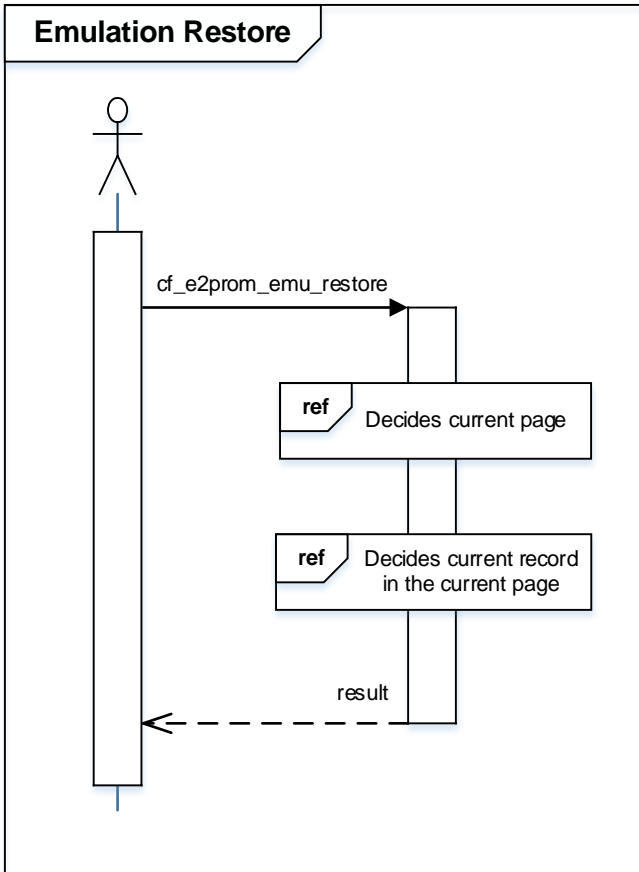 Emulation Restore
cf_e2prom_emu_restore
ref
Decides current page
ref
Decides current record
in the current page
result